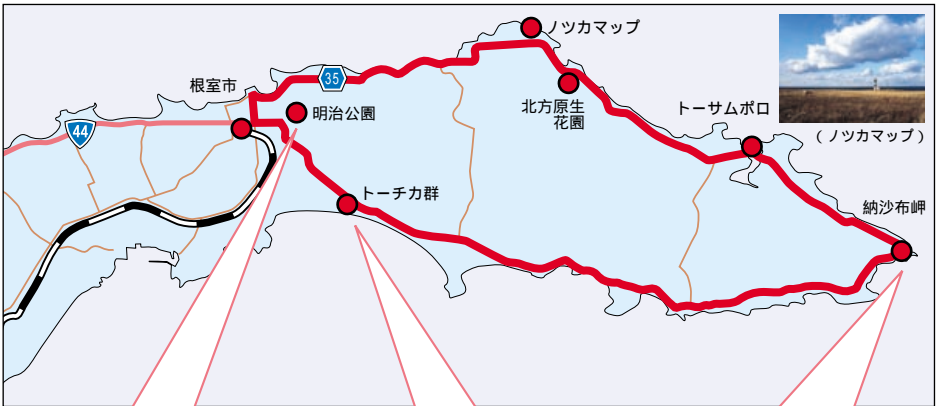 ノツカマップ
根室市
35
北方原生
花園
明治公園
トーサムポロ
(ノツカマップ)
44
トーチカ群
納沙布岬